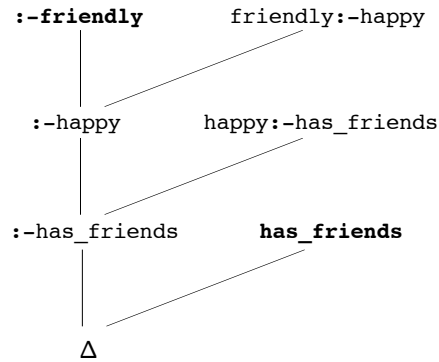 :-friendly friendly:-happy
:-happy happy:-has_friends
:-has_friends has_friends
Δ